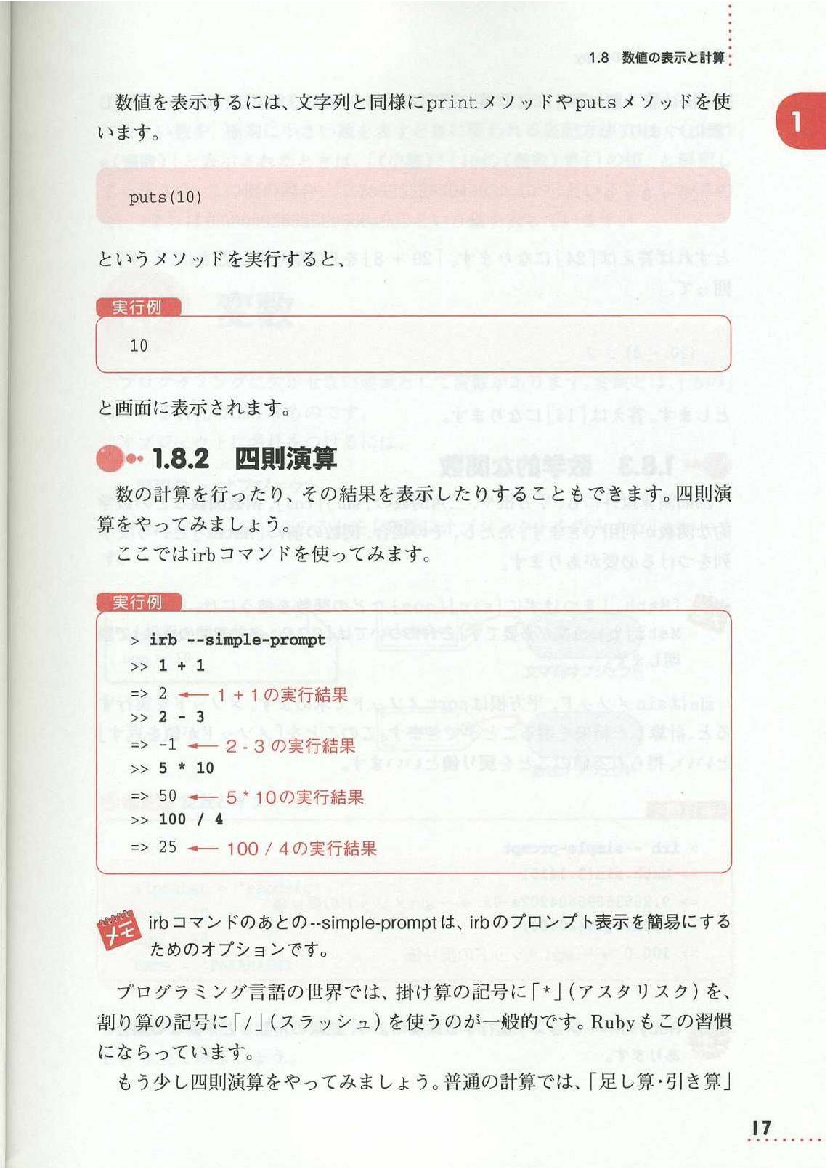 1.8 数値の表示と計算
1
数値を表示するには、文字列と同様にprintメソッドやputsメソッドを使
います。
puts(10)
というメソッドを実行すると、
実行例
10
と画面に表示されます。
1.8.2 四則演算
数の計算を行ったり、その結果を表示したりすることもできます。四則演
算をやってみましょう。
ここではirbコマンドを使ってみます。
実行例
> irb --simple-prompt
>> 1 + 1
=> 2 ← 1 + 1の実行結果
>> 2 - 3
=> -1 ← 2 - 3の実行結果
>> 5 * 10
=> 50 ← 5 * 10の実行結果
>> 100 / 4
=> 25 ← 100 / 4の実行結果
メモ
irbコマンドのあとの--simple-promptは、irbのプロンプト表示を簡易にする
ためのオプションです。
プログラミング言語の世界では、掛け算の記号に「*」(アスタリスク)を、
割り算の記号に「/」(スラッシュ)を使うのが一般的です。Rubyもこの習慣
にならっています。
もう少し四則演算をやってみましょう。普通の計算では、「足し算・引き算」
17